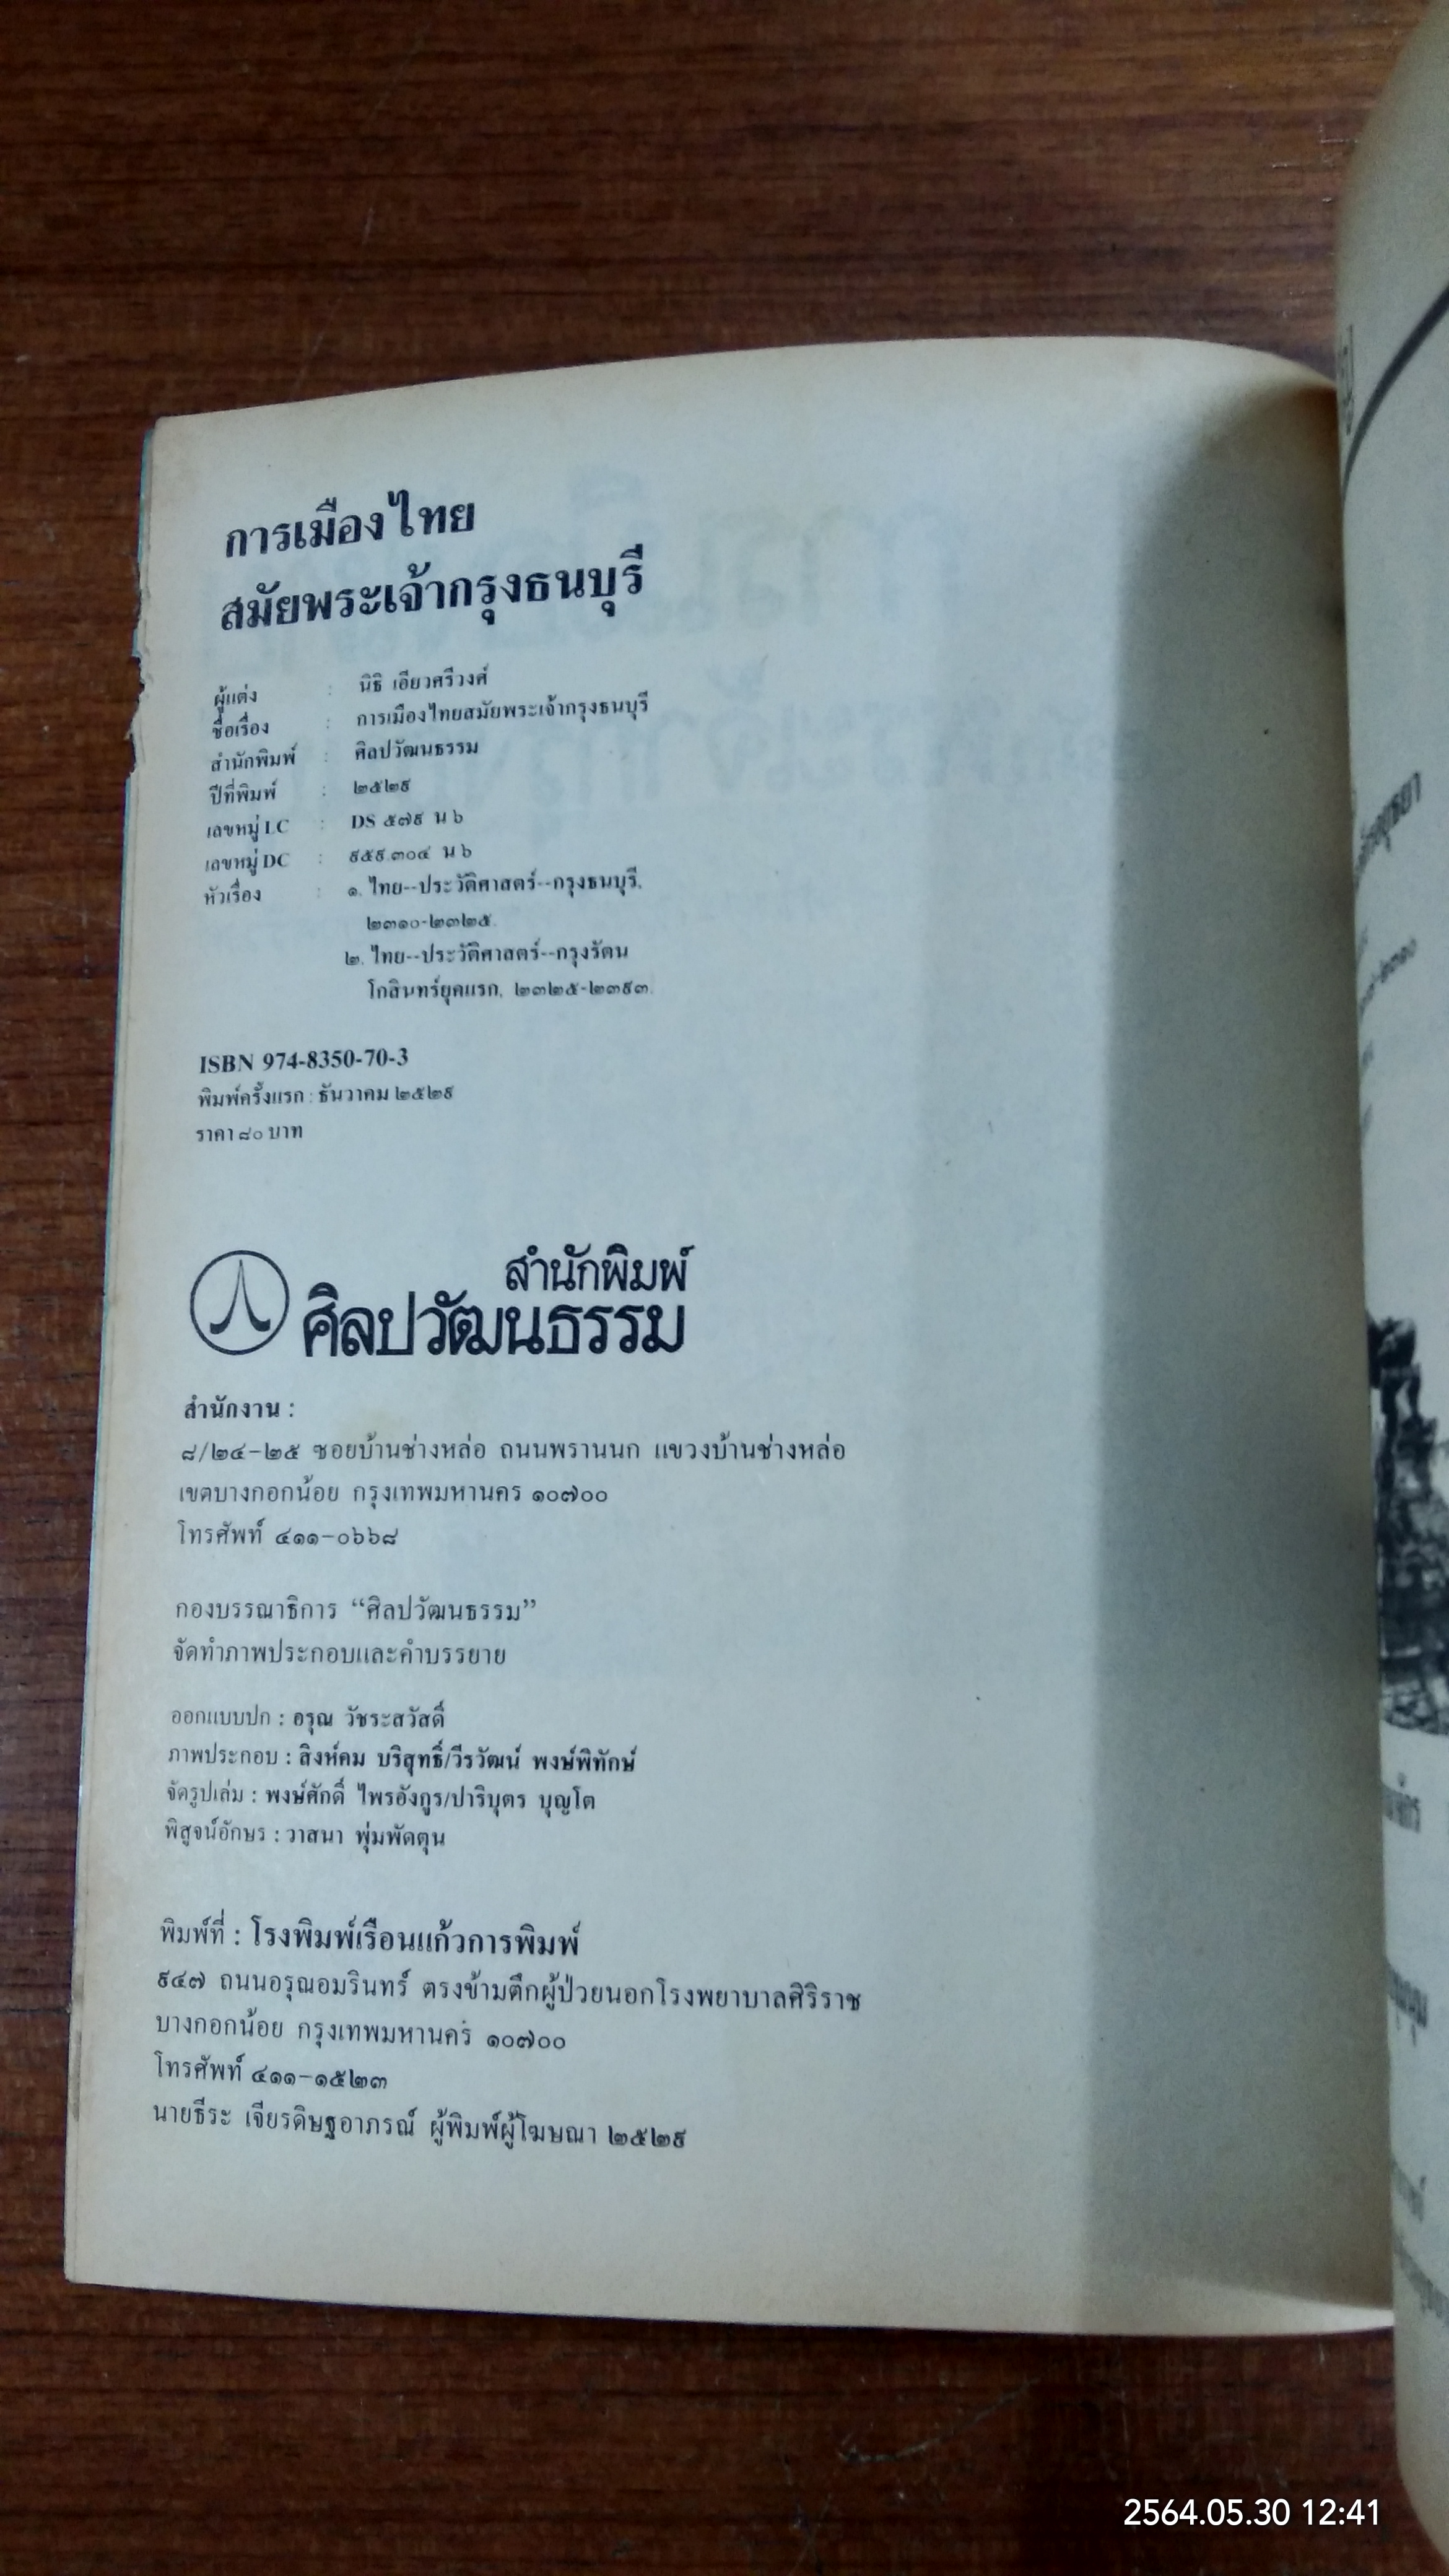 การเมืองไทย
สมัยพระเจ้ากรุงธนบุรี
ผู้แต่ง : นิธิ เอียวศรีวงศ์
ชื่อเรื่อง : การเมืองไทยสมัยพระเจ้ากรุงธนบุรี
สำนักพิมพ์ : ศิลปวัฒนธรรม
ปีที่พิมพ์ : ๒๕๒๙
เลขหมู่ LC : DS ๕๗๙ น ๖
เลขหมู่ DC : ๙๕๙.๓๐๔ น ๖
หัวเรื่อง : ๑. ไทย--ประวัติศาสตร์--กรุงธนบุรี,
๒๓๑๐-๒๓๒๕.
๒. ไทย--ประวัติศาสตร์--กรุงรัตน
โกสินทร์ยุคแรก, ๒๓๒๕-๒๓๙๓.
ISBN 974-8350-70-3
พิมพ์ครั้งแรก : ธันวาคม ๒๕๒๙
ราคา ๘๐ บาท
สำนักพิมพ์
ศิลปวัฒนธรรม
สำนักงาน :
๘/๒๔-๒๕ ซอยบ้านช่างหล่อ ถนนพรานนก แขวงบ้านช่างหล่อ
เขตบางกอกน้อย กรุงเทพมหานคร ๑๐๗๐๐
โทรศัพท์ ๔๑๑-๐๖๖๘
กองบรรณาธิการ “ศิลปวัฒนธรรม”
จัดทำภาพประกอบและคำบรรยาย
ออกแบบปก : อรุณ วัชระสวัสดิ์
ภาพประกอบ : สิงห์คม บริสุทธิ์/วีรวัฒน์ พงษ์พิทักษ์
จัดรูปเล่ม : พงษ์ศักดิ์ ไพรอังกูร/ปาริบุตร บุญโต
พิสูจน์อักษร : วาสนา พุ่มพัดตุน
พิมพ์ที่ : โรงพิมพ์เรือนแก้วการพิมพ์
๙๔๗ ถนนอรุณอมรินทร์ ตรงข้ามตึกผู้ป่วยนอกโรงพยาบาลศิริราช
บางกอกน้อย กรุงเทพมหานคร ๑๐๗๐๐
โทรศัพท์ ๔๑๑-๑๕๒๓
นายธีระ เจียรดิษฐอาภรณ์ ผู้พิมพ์ผู้โฆษณา ๒๕๒๙
2564.05.30 12:41